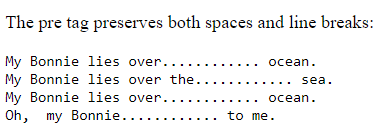 The pre tag preserves both spaces and line breaks:
My Bonnie lies over............ ocean.
My Bonnie lies over the............ sea.
My Bonnie lies over............ ocean.
Oh,  my Bonnie............ to me.